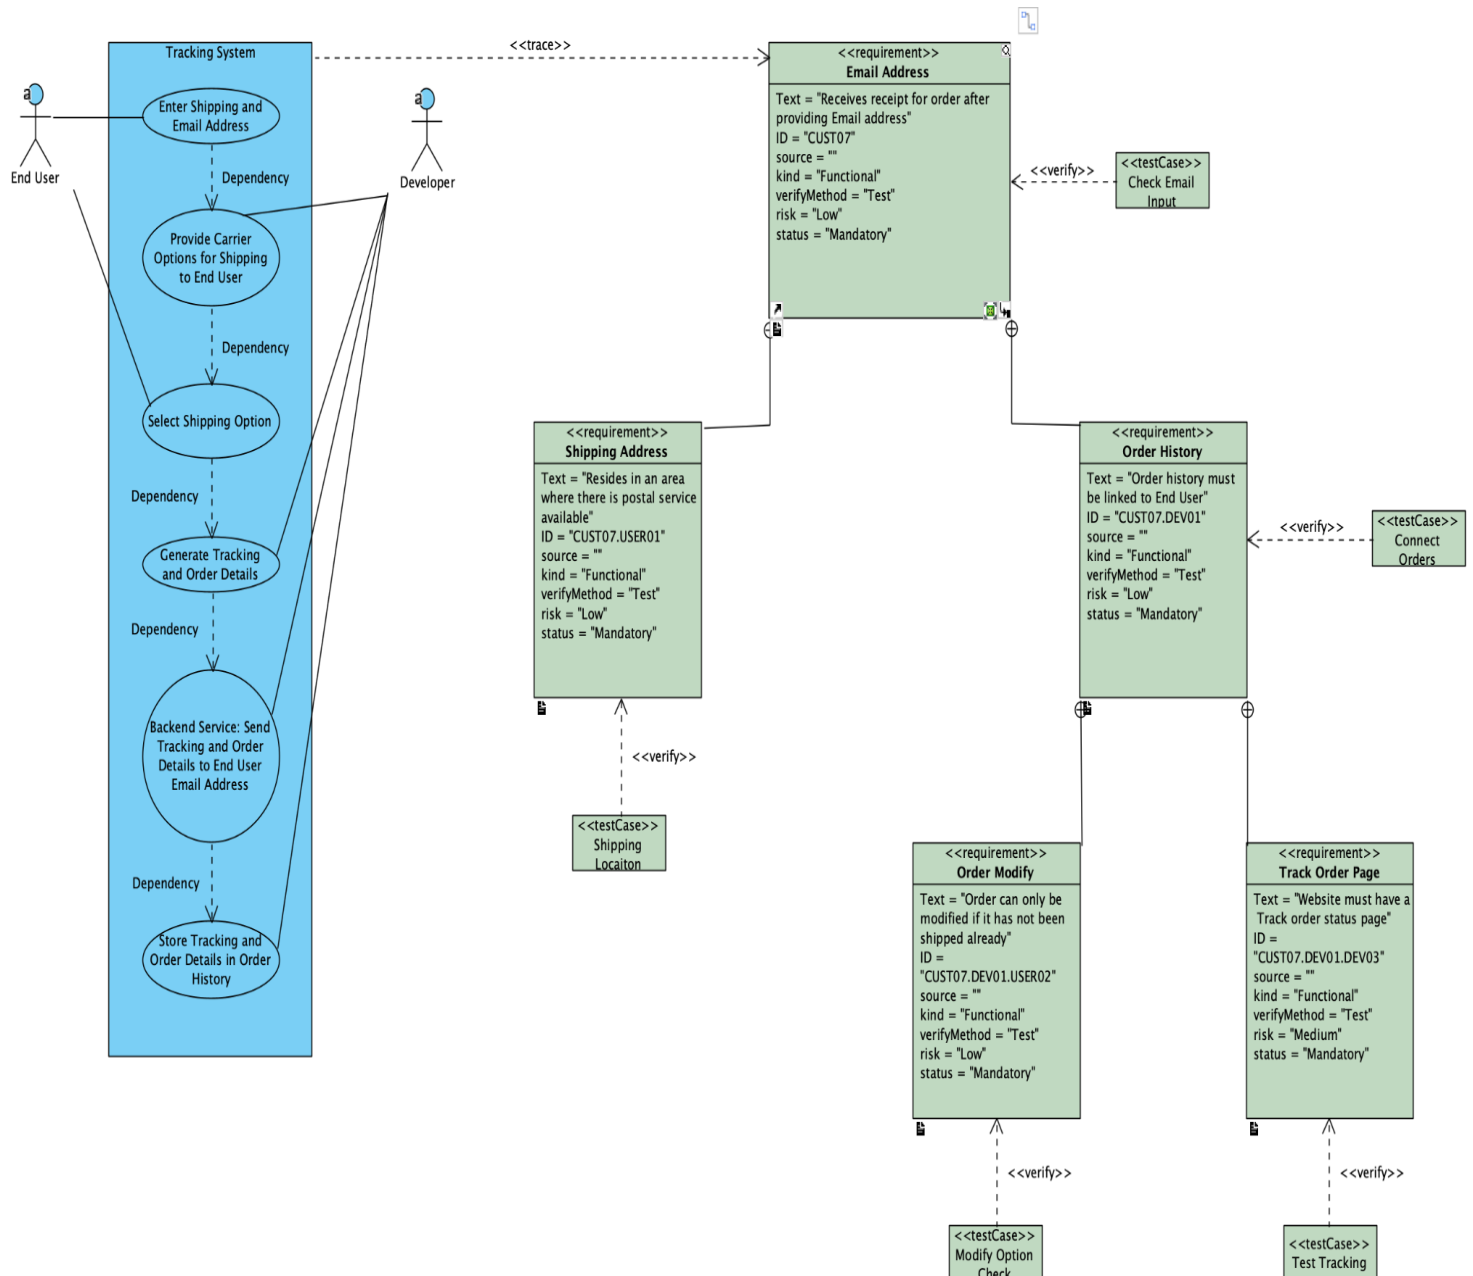 Tracking System
a
End User
Enter Shipping and
Email Address
Dependency
Provide Carrier
Options for Shipping
to End User
Dependency
Select Shipping Option
Dependency
Generate Tracking
and Order Details
Dependency
Backend Service: Send
Tracking and Order
Details to End User
Email Address
Dependency
Store Tracking and
Order Details in Order
History
a
Developer
<<trace>>
<<requirement>>
Email Address
Text = "Receives receipt for order after
providing Email address"
ID = "CUST07"
source = ""
kind = "Functional"
verifyMethod = "Test"
risk = "Low"
status = "Mandatory"
<<verify>>
<<testCase>>
Check Email
Input
<<requirement>>
Shipping Address
Text = "Resides in an area
where there is postal service
available"
ID = "CUST07.USER01"
source = ""
kind = "Functional"
verifyMethod = "Test"
risk = "Low"
status = "Mandatory"
<<verify>>
<<testCase>>
Shipping
Locaiton
<<requirement>>
Order History
Text = "Order history must
be linked to End User"
ID = "CUST07.DEV01"
source = ""
kind = "Functional"
verifyMethod = "Test"
risk = "Low"
status = "Mandatory"
<<verify>>
<<testCase>>
Connect
Orders
<<requirement>>
Order Modify
Text = "Order can only be
modified if it has not been
shipped already"
ID =
"CUST07.DEV01.USER02"
source = ""
kind = "Functional"
verifyMethod = "Test"
risk = "Low"
status = "Mandatory"
<<verify>>
<<testCase>>
Modify Option
Check
<<requirement>>
Track Order Page
Text = "Website must have a
Track order status page"
ID =
"CUST07.DEV01.DEV03"
source = ""
kind = "Functional"
verifyMethod = "Test"
risk = "Medium"
status = "Mandatory"
<<verify>>
<<testCase>>
Test Tracking